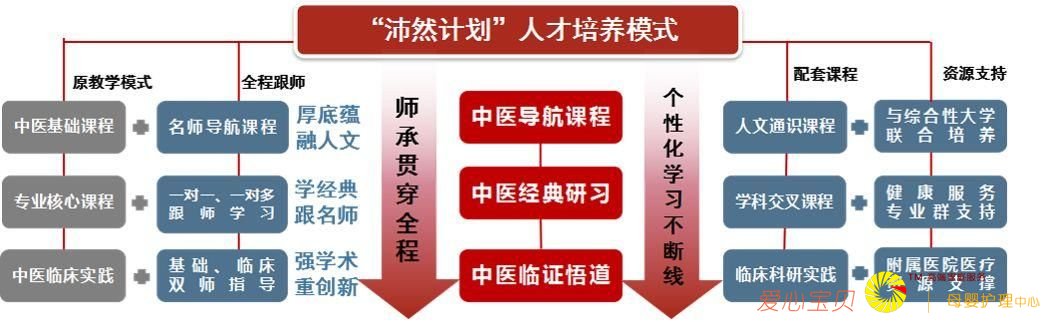 “沛然计划”人才培养模式
原教学模式
全程跟师
配套课程
资源支持
中医基础课程
名师导航课程
厚底蕴
融人文
师承贯穿全程
中医导航课程
个性化学习不断线
人文通识课程
与综合性大学
联合培养
专业核心课程
一对一、一对多
跟师学习
学经典
跟名师
中医经典研习
学科交叉课程
健康服务
专业群支持
中医临床实践
基础、临床
双师指导
强学术
重创新
中医临证悟道
临床科研实践
附属医院医疗
资源支撑
爱心宝贝
TM
母婴护理中心